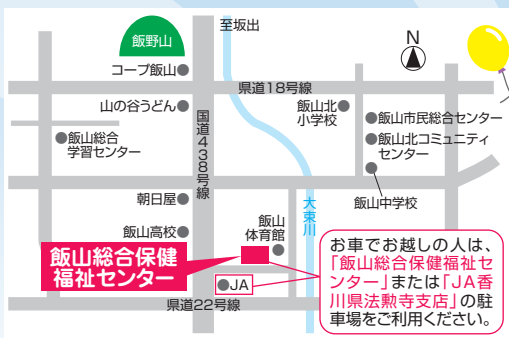 飯野山
至坂出
N
コープ飯山
県道18号線
山の谷うどん
飯山北
小学校
飯山市民総合センター
飯山北コミュニティ
センター
飯山総合
学習センター
国道438号線
飯山中学校
朝日屋
大束川
飯山高校
飯山
体育館
飯山総合保健
福祉センター
JA
県道22号線
お車でお越しの人は、
「飯山総合保健福祉セ
ンター」または「JA香
川県法勲寺支店」の駐
車場をご利用ください。